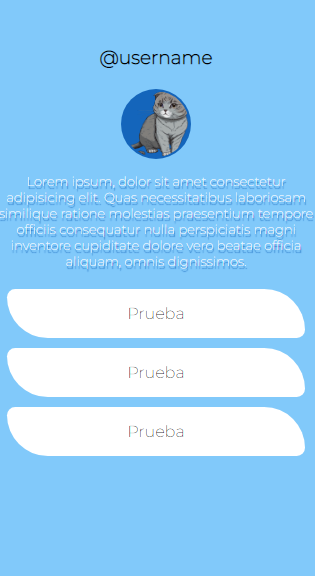 @username
Lorem ipsum, dolor sit amet consectetur
adipisicing elit. Quas necessitatibus laboriosam
similique ratione molestias praesentium tempore
officiis consequatur nulla perspiciatis magni
inventore cupiditate dolore vero beatae officia
aliquam, omnis dignissimos.
Prueba
Prueba
Prueba